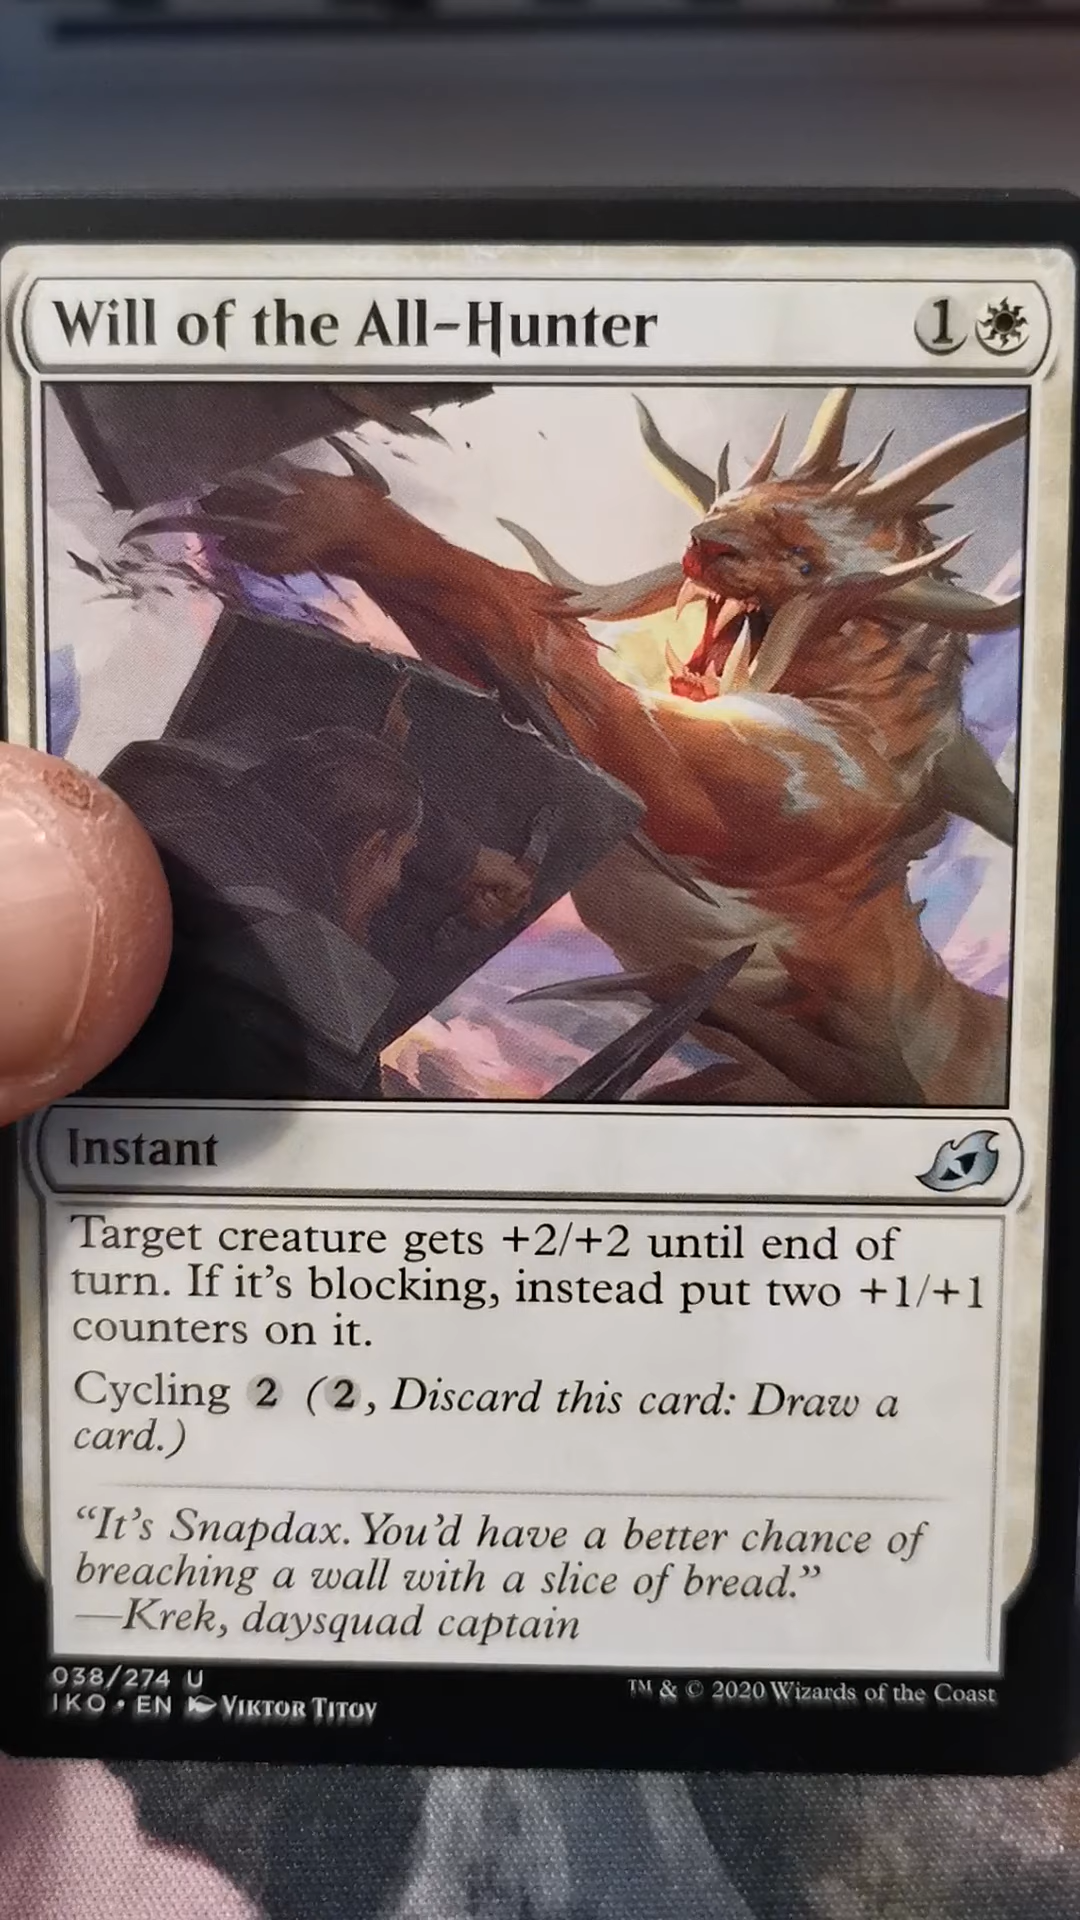 Will of the All-Hunter 1
Instant
Target creature gets +2/+2 until end of
turn. If it's blocking, instead put two +1/+1
counters on it.
Cycling 2 (2, Discard this card: Draw a
card.)
“It's Snapdax. You'd have a better chance of
breaching a wall with a slice of bread.”
—Krek, daysquad captain
038/274 U
IKO • EN VIKTOR TITOV
™ & © 2020 Wizards of the Coast